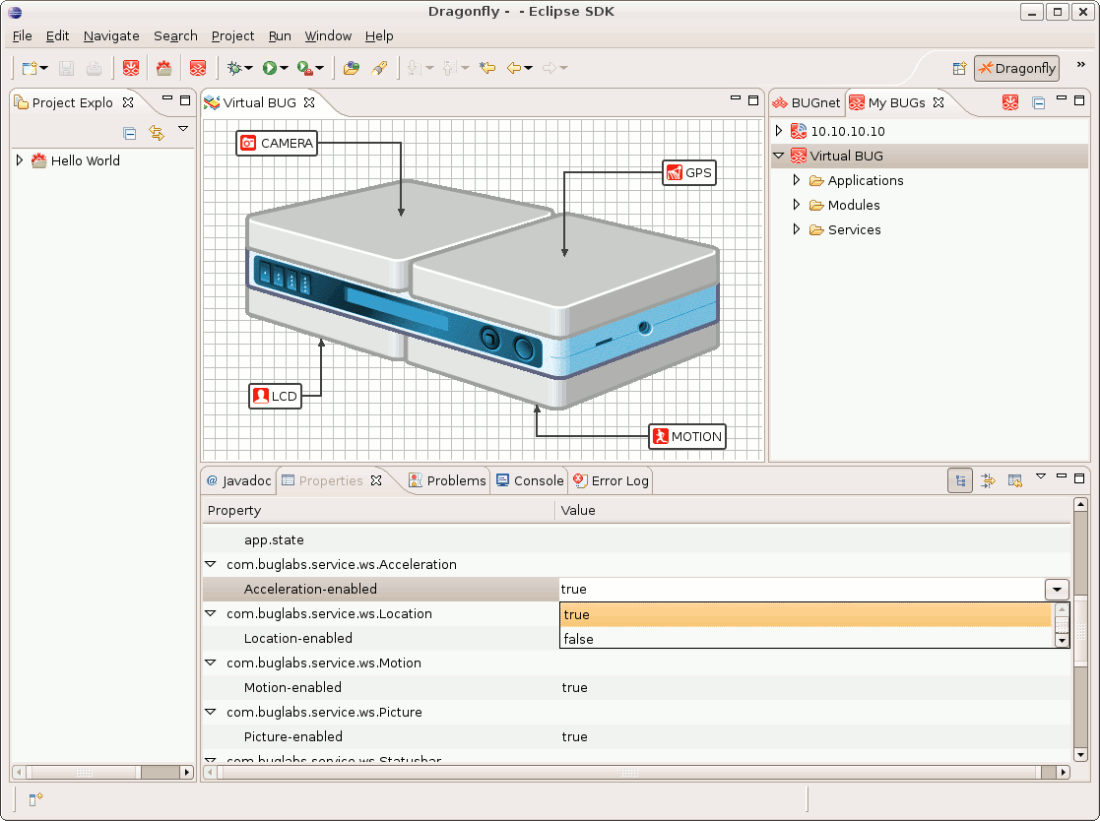 Dragonfly -  - Eclipse SDK
File Edit Navigate Search Project Run Window Help
Dragonfly
Project Explo
Hello World
Virtual BUG
CAMERA
GPS
LCD
MOTION
BUGnet My BUGs
10.10.10.10
Virtual BUG
Applications
Modules
Services
@ Javadoc Properties Problems Console Error Log
Property Value
app.state
com.buglabs.service.ws.Acceleration
Acceleration-enabled true
true
false
com.buglabs.service.ws.Location
Location-enabled
com.buglabs.service.ws.Motion
Motion-enabled true
com.buglabs.service.ws.Picture
Picture-enabled true
com.buglabs.service.ws.Statusbar